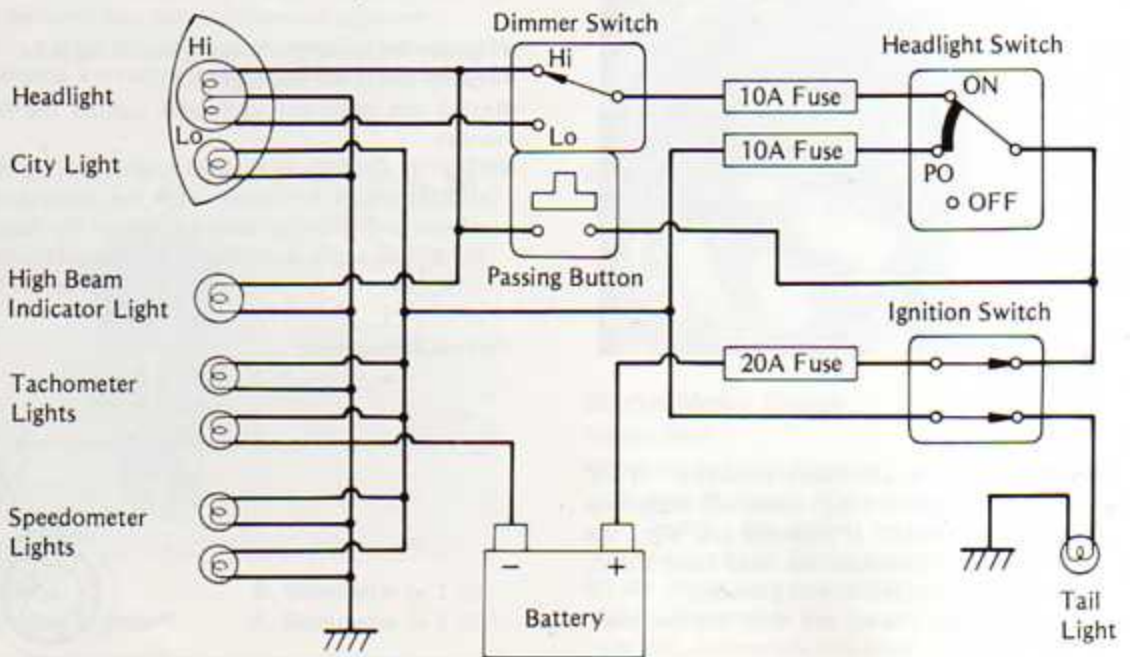 Dimmer Switch
Hi
Hi
Headlight Switch
Headlight
10A Fuse
ON
Lo
Lo
City Light
10A Fuse
PO
OFF
High Beam
Indicator Light
Passing Button
Ignition Switch
Tachometer
Lights
20A Fuse
Speedometer
Lights
−
+
Battery
Tail
Light